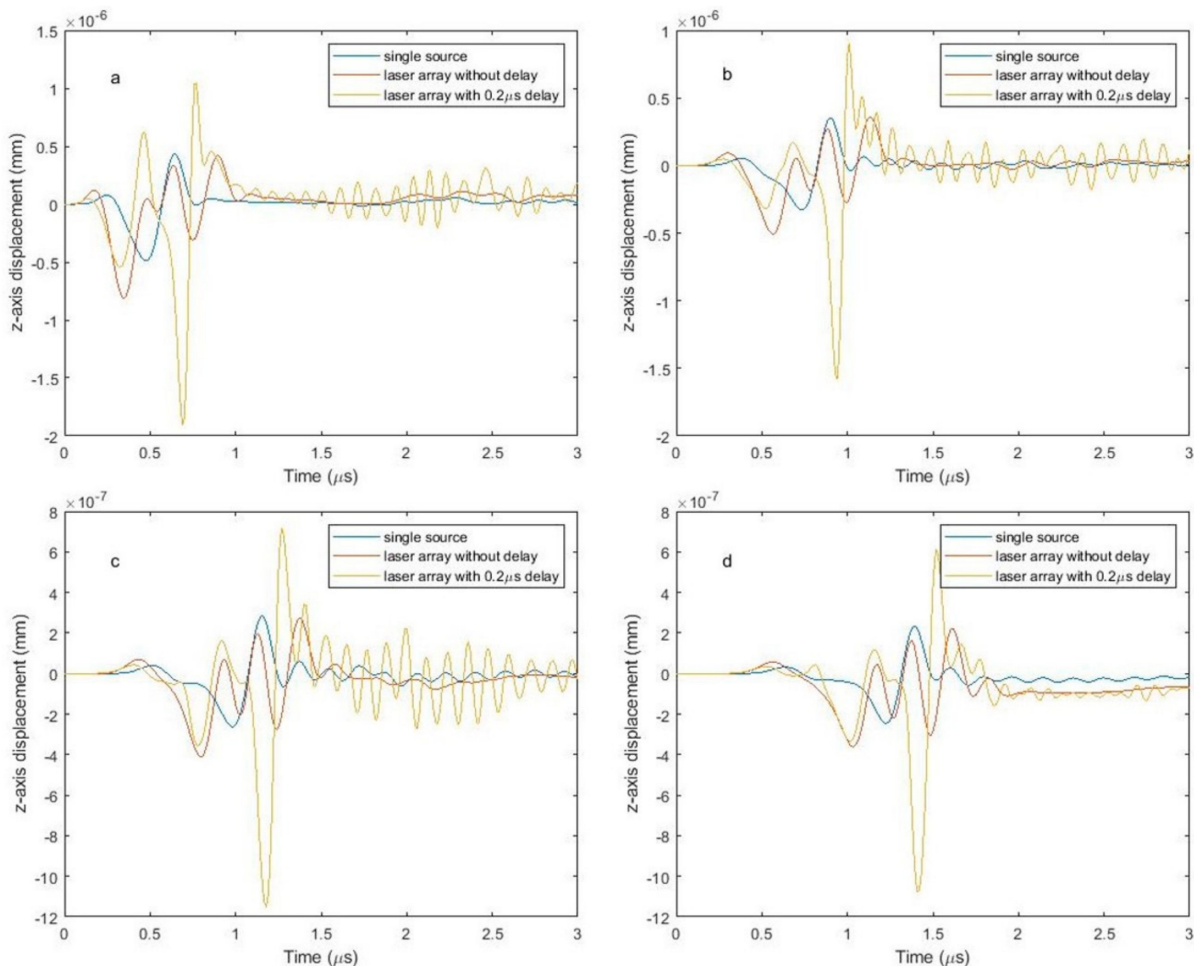 ×10⁻⁶
1.5
1
0.5
0
-0.5
-1
-1.5
-2
z-axis displacement (mm)
a
single source
laser array without delay
laser array with 0.2μs delay
0 0.5 1 1.5 2 2.5 3
Time (μs)
×10⁻⁶
1
0.5
0
-0.5
-1
-1.5
-2
z-axis displacement (mm)
b
single source
laser array without delay
laser array with 0.2μs delay
0 0.5 1 1.5 2 2.5 3
Time (μs)
×10⁻⁷
8
6
4
2
0
-2
-4
-6
-8
-10
-12
z-axis displacement (mm)
c
single source
laser array without delay
laser array with 0.2μs delay
0 0.5 1 1.5 2 2.5 3
Time (μs)
×10⁻⁷
8
6
4
2
0
-2
-4
-6
-8
-10
-12
z-axis displacement (mm)
d
single source
laser array without delay
laser array with 0.2μs delay
0 0.5 1 1.5 2 2.5 3
Time (μs)